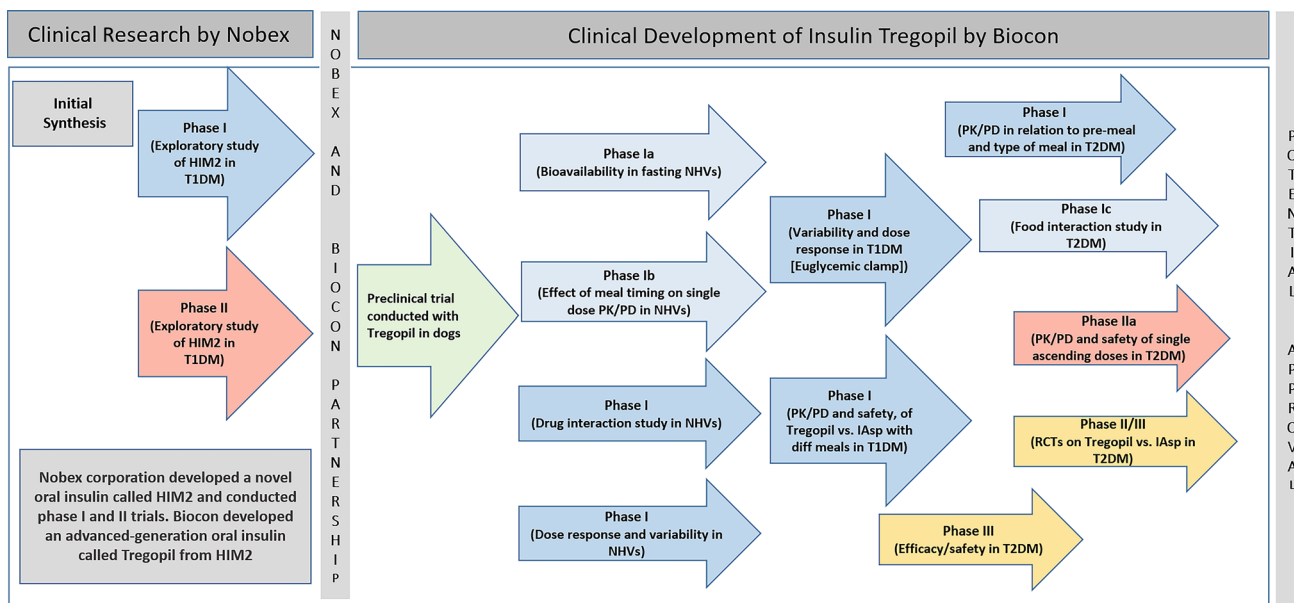 Clinical Research by Nobex
Initial
Synthesis
Phase I
(Exploratory study
of HIM2 in
T1DM)
Phase II
(Exploratory study
of HIM2 in
T1DM)
Nobex corporation developed a novel
oral insulin called HIM2 and conducted
phase I and II trials. Biocon developed
an advanced-generation oral insulin
called Tregopil from HIM2
NOBEX AND BIOCON PARTNERSHIP
Clinical Development of Insulin Tregopil by Biocon
Preclinical trial
conducted with
Tregopil in dogs
Phase Ia
(Bioavailability in fasting NHVs)
Phase Ib
(Effect of meal timing on single
dose PK/PD in NHVs)
Phase I
(Drug interaction study in NHVs)
Phase I
(Dose response and variability in
NHVs)
Phase I
(Variability and dose
response in T1DM
[Euglycemic clamp])
Phase I
(PK/PD and safety, of
Tregopil vs. IAsp with
diff meals in T1DM)
Phase I
(PK/PD in relation to pre-meal
and type of meal in T2DM)
Phase Ic
(Food interaction study in
T2DM)
Phase IIa
(PK/PD and safety of single
ascending doses in T2DM)
Phase II/III
(RCTs on Tregopil vs. IAsp in
T2DM)
Phase III
(Efficacy/safety in T2DM)
POTENTIAL APPROVAL